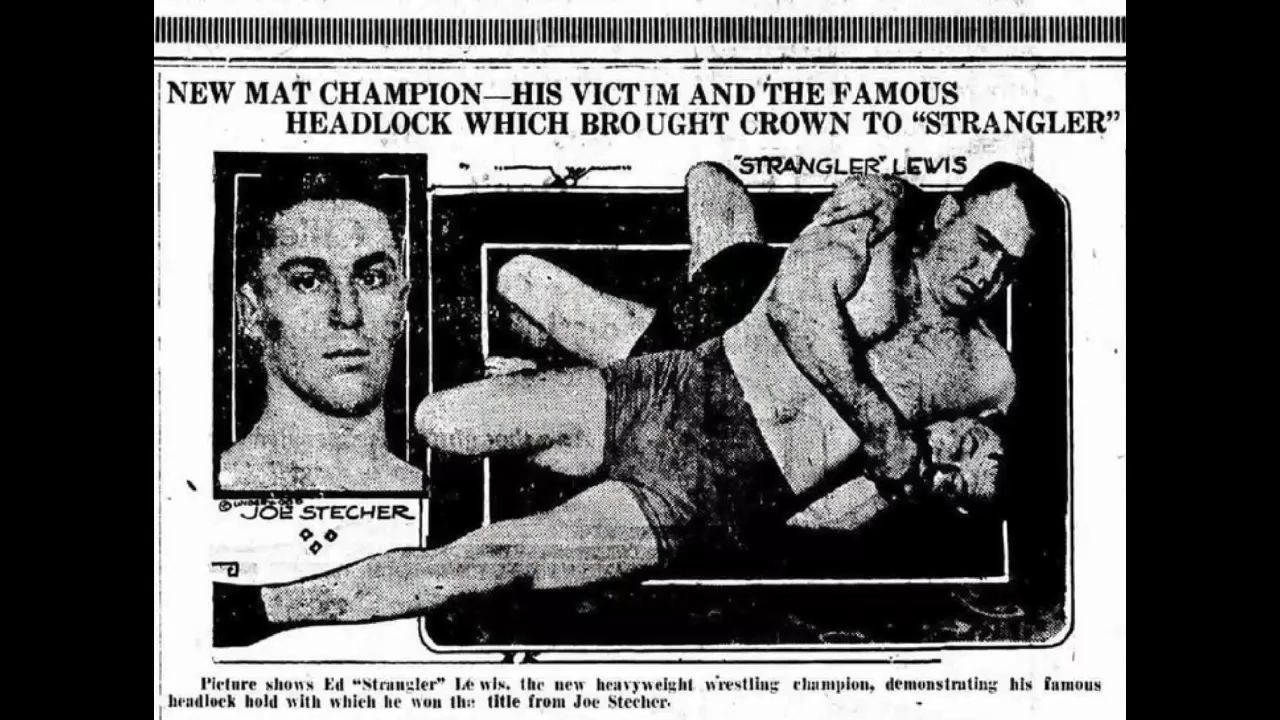 NEW MAT CHAMPION—HIS VICTIM AND THE FAMOUS
HEADLOCK WHICH BROUGHT CROWN TO “STRANGLER”
"STRANGLER" LEWIS
© UNDERWOOD
JOE STECHER
Picture shows Ed “Strangler” Lewis, the new heavyweight wrestling champion, demonstrating his famous
headlock hold with which he won the title from Joe Stecher.